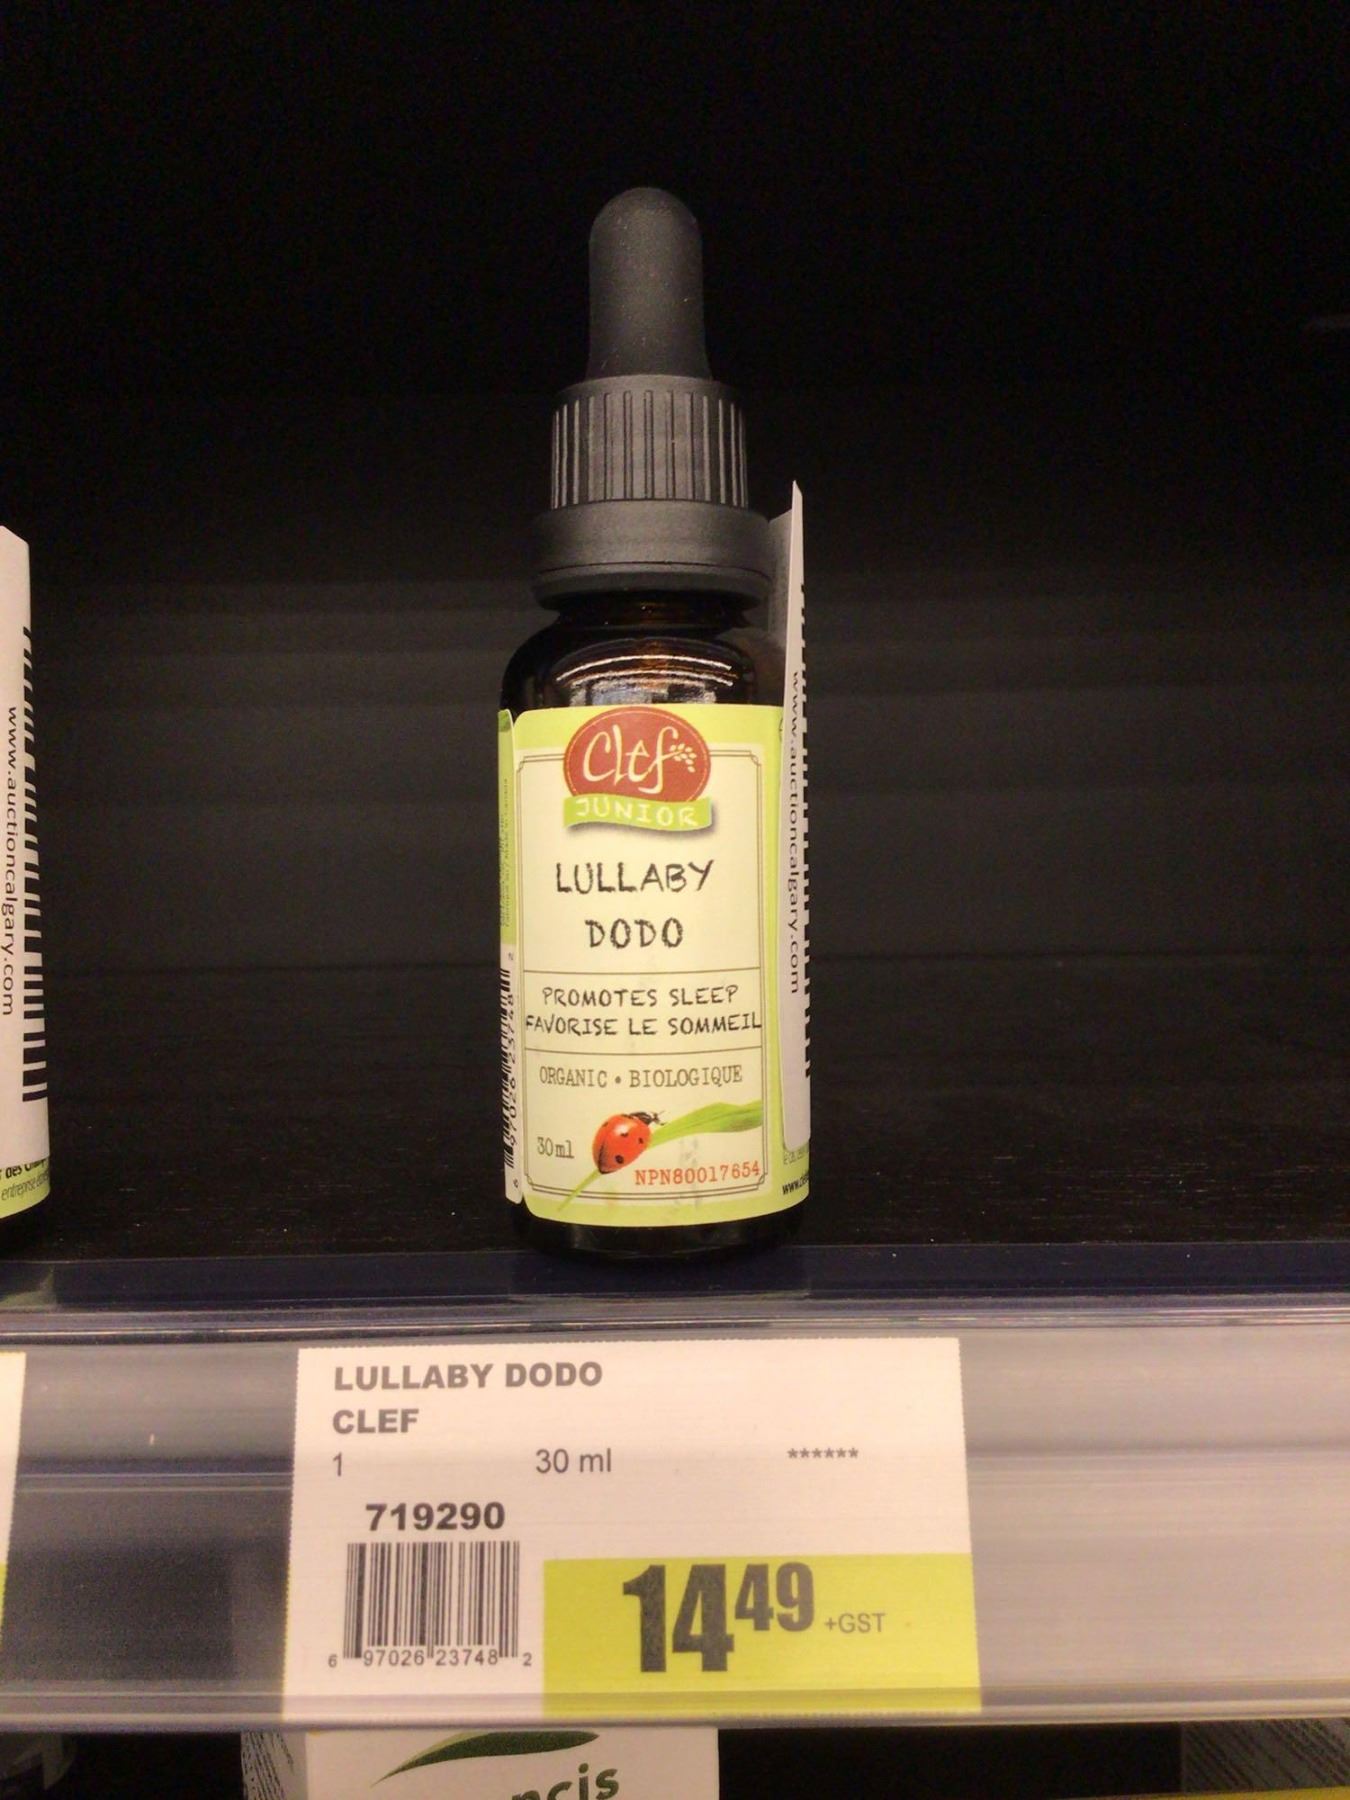 Clef
JUNIOR
LULLABY
DODO
PROMOTES SLEEP
FAVORISE LE SOMMEIL
ORGANIC • BIOLOGIQUE
30ml
NPN80017654
www.auctioncalgary.com
www.auctioncalgary.com
LULLABY DODO
CLEF
1 30 ml ******
719290
6 97026 23748 2
14 49 +GST
ncis